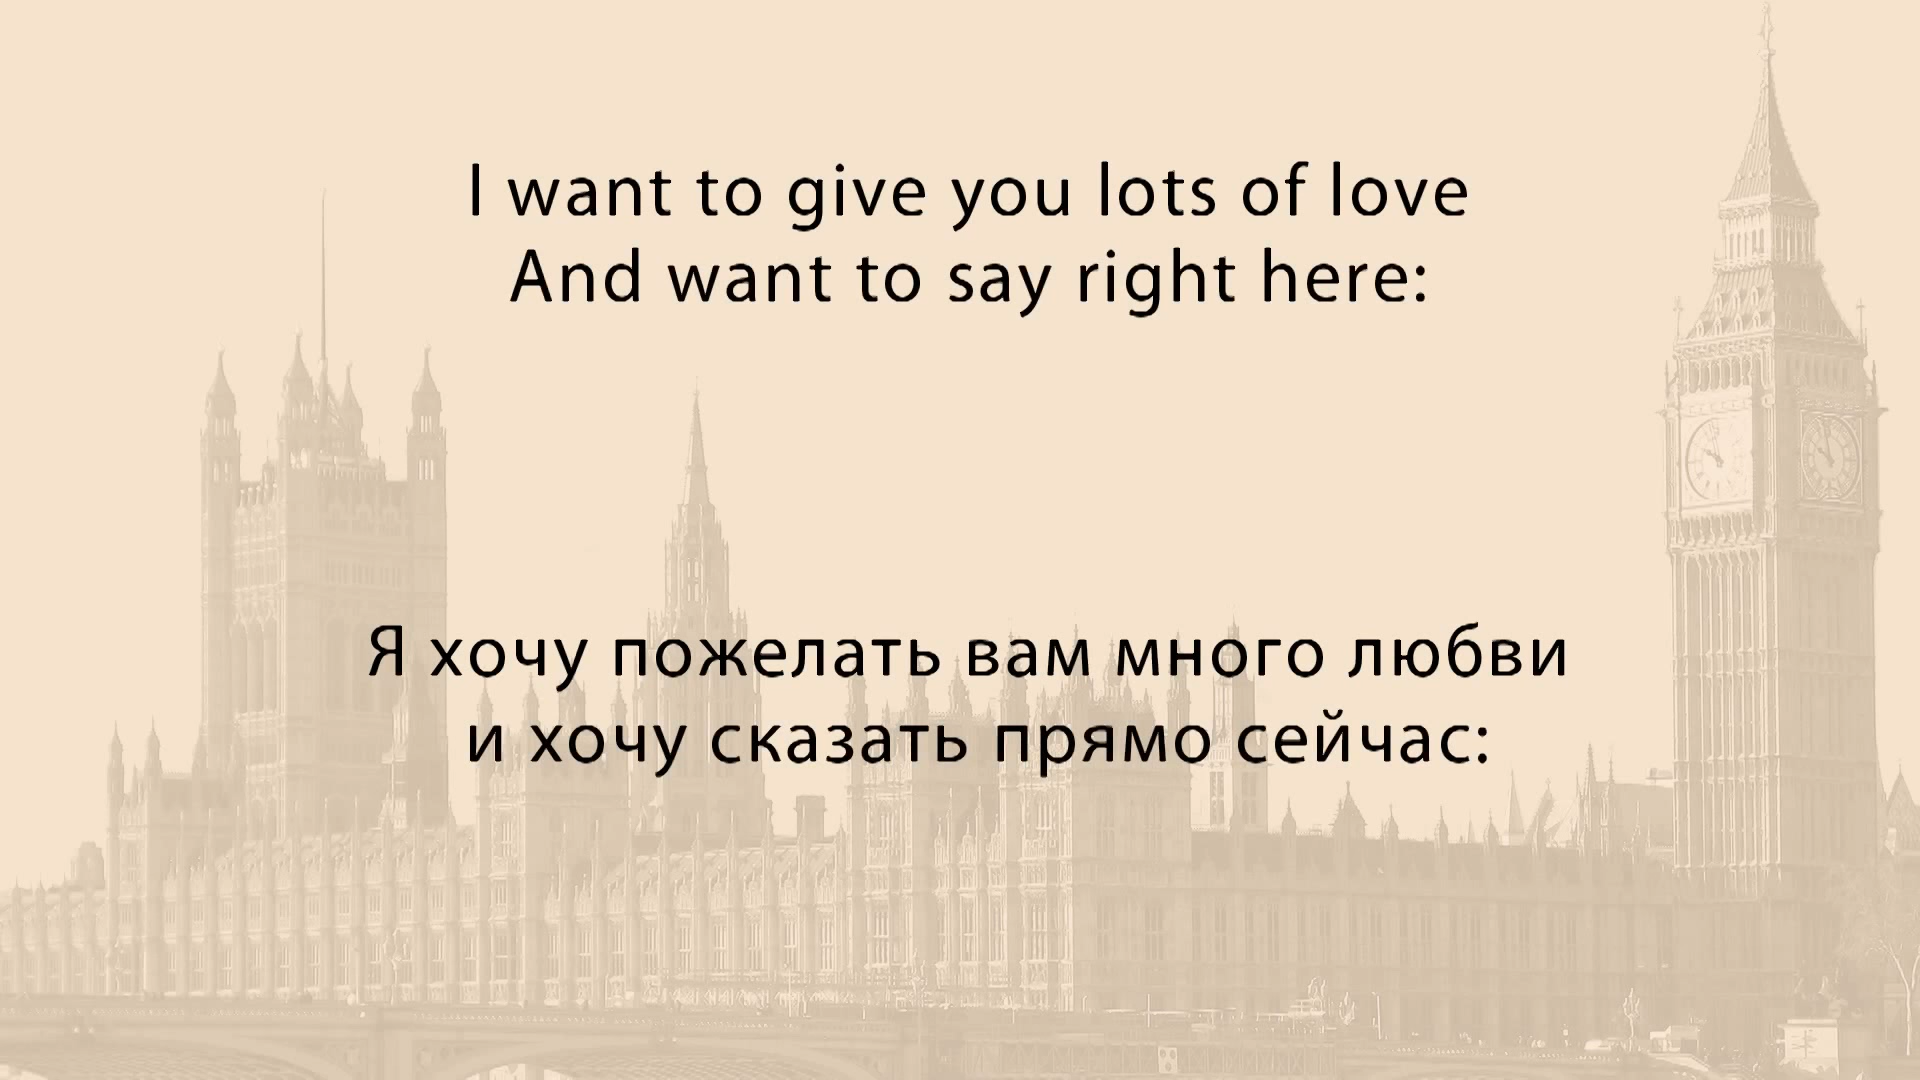 I want to give you lots of love
And want to say right here:
Я хочу пожелать вам много любви
и хочу сказать прямо сейчас: